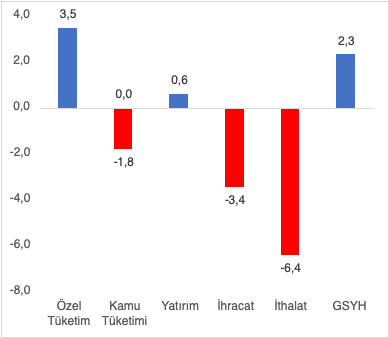 4,0
3,5
2,0
2,3
0,0
0,0
0,6
-1,8
-2,0
-3,4
-4,0
-6,0
-6,4
-8,0
Özel
Tüketim
Kamu
Tüketimi
Yatırım
İhracat
İthalat
GSYH